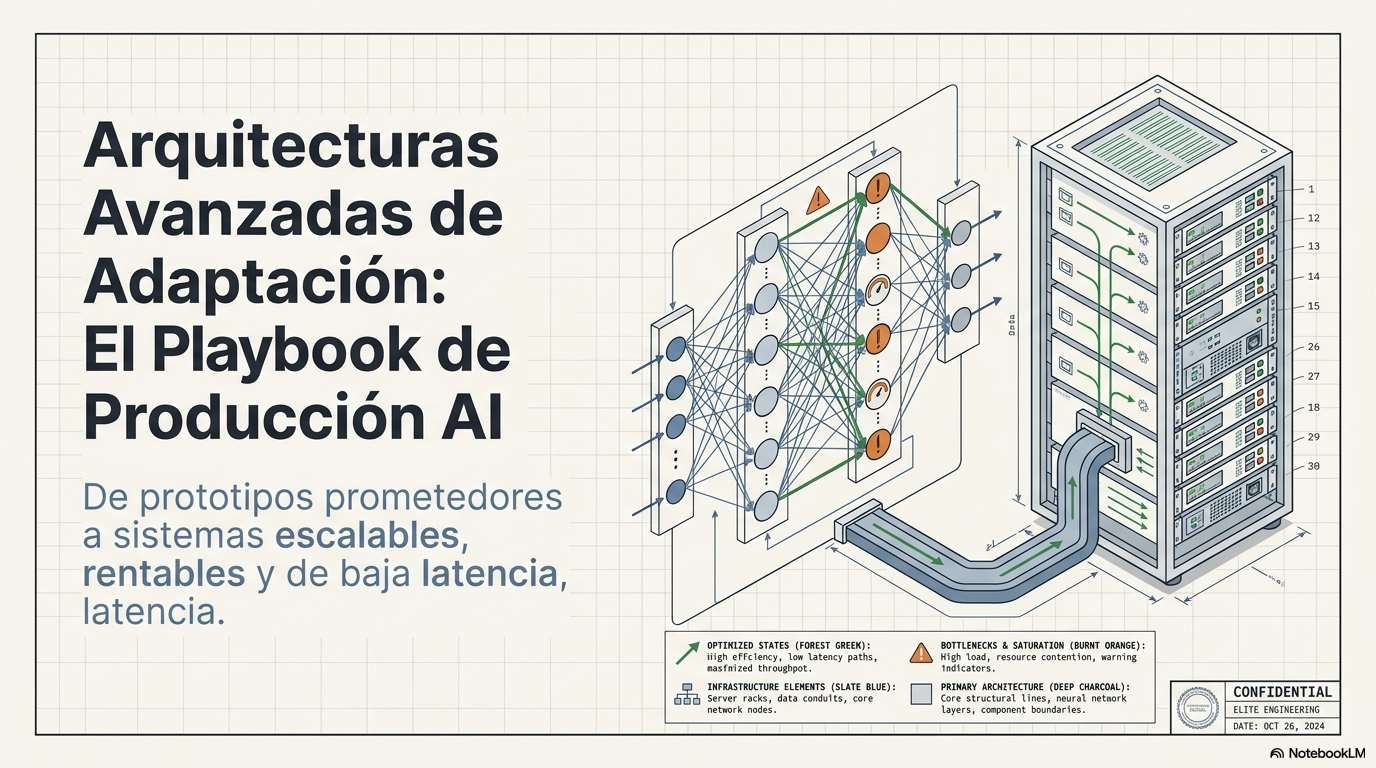 Arquitecturas
Avanzadas de
Adaptación:
El Playbook de
Producción AI
De prototipos prometedores
a sistemas escalables,
rentables y de baja latencia,
latencia.
1
12
13
14
15
26
27
18
29
30
OPTIMIZED STATES (FOREST GREEK):
High effclency, low latency paths,
masfmized throughpot.
INFRASTRUCTURE ELEMENTS (SLATE BLUE):
Server racks, data conduits, core
network nodes.
BOTTLENECKS & SATURATION (BURNT ORANGE):
High load, resource contention, warning
indicators.
PRIMARY ARCHITECTURE (DEEP CHARCOAL):
Core structural lines, neural network
layers, component boundaries.
CONFIDENTIAL
ELITE ENGINEERING
DATE: OCT 26, 2024
NotebookLM